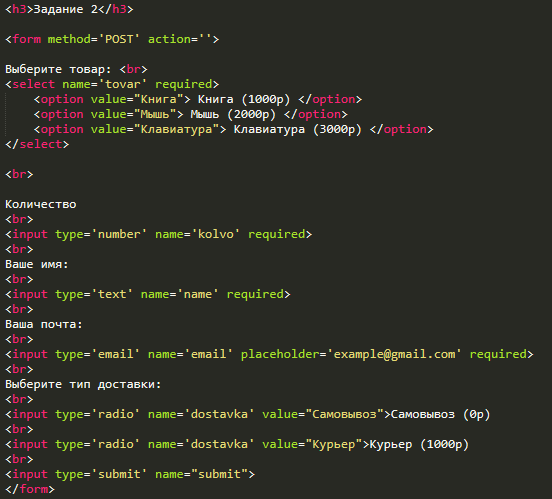 <h3>Задание 2</h3>
<form method='POST' action=''>
Выберите товар: <br>
<select name='tovar' required>
<option value="Книга"> Книга (1000р) </option>
<option value="Мышь"> Мышь (2000р) </option>
<option value="Клавиатура"> Клавиатура (3000р) </option>
</select>
<br>
Количество
<br>
<input type='number' name='kolvo' required>
<br>
Ваше имя:
<br>
<input type='text' name='name' required>
<br>
Ваша почта:
<br>
<input type='email' name='email' placeholder='example@gmail.com' required>
<br>
Выберите тип доставки:
<br>
<input type='radio' name='dostavka' value="Самовывоз">Самовывоз (0р)
<br>
<input type='radio' name='dostavka' value="Курьер">Курьер (1000р)
<br>
<input type='submit' name="submit">
</form>